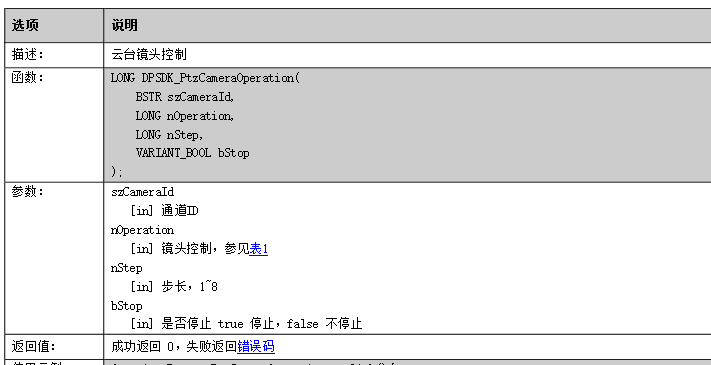 选项 说明
描述: 云台镜头控制
函数: LONG DPSDK_PtzCameraOperation(
BSTR szCameraId,
LONG nOperation,
LONG nStep,
VARIANT_BOOL bStop
);
参数: szCameraId
[in] 通道ID
nOperation
[in] 镜头控制，参见表1
nStep
[in] 步长，1~8
bStop
[in] 是否停止 true 停止，false 不停止
返回值: 成功返回 0，失败返回错误码